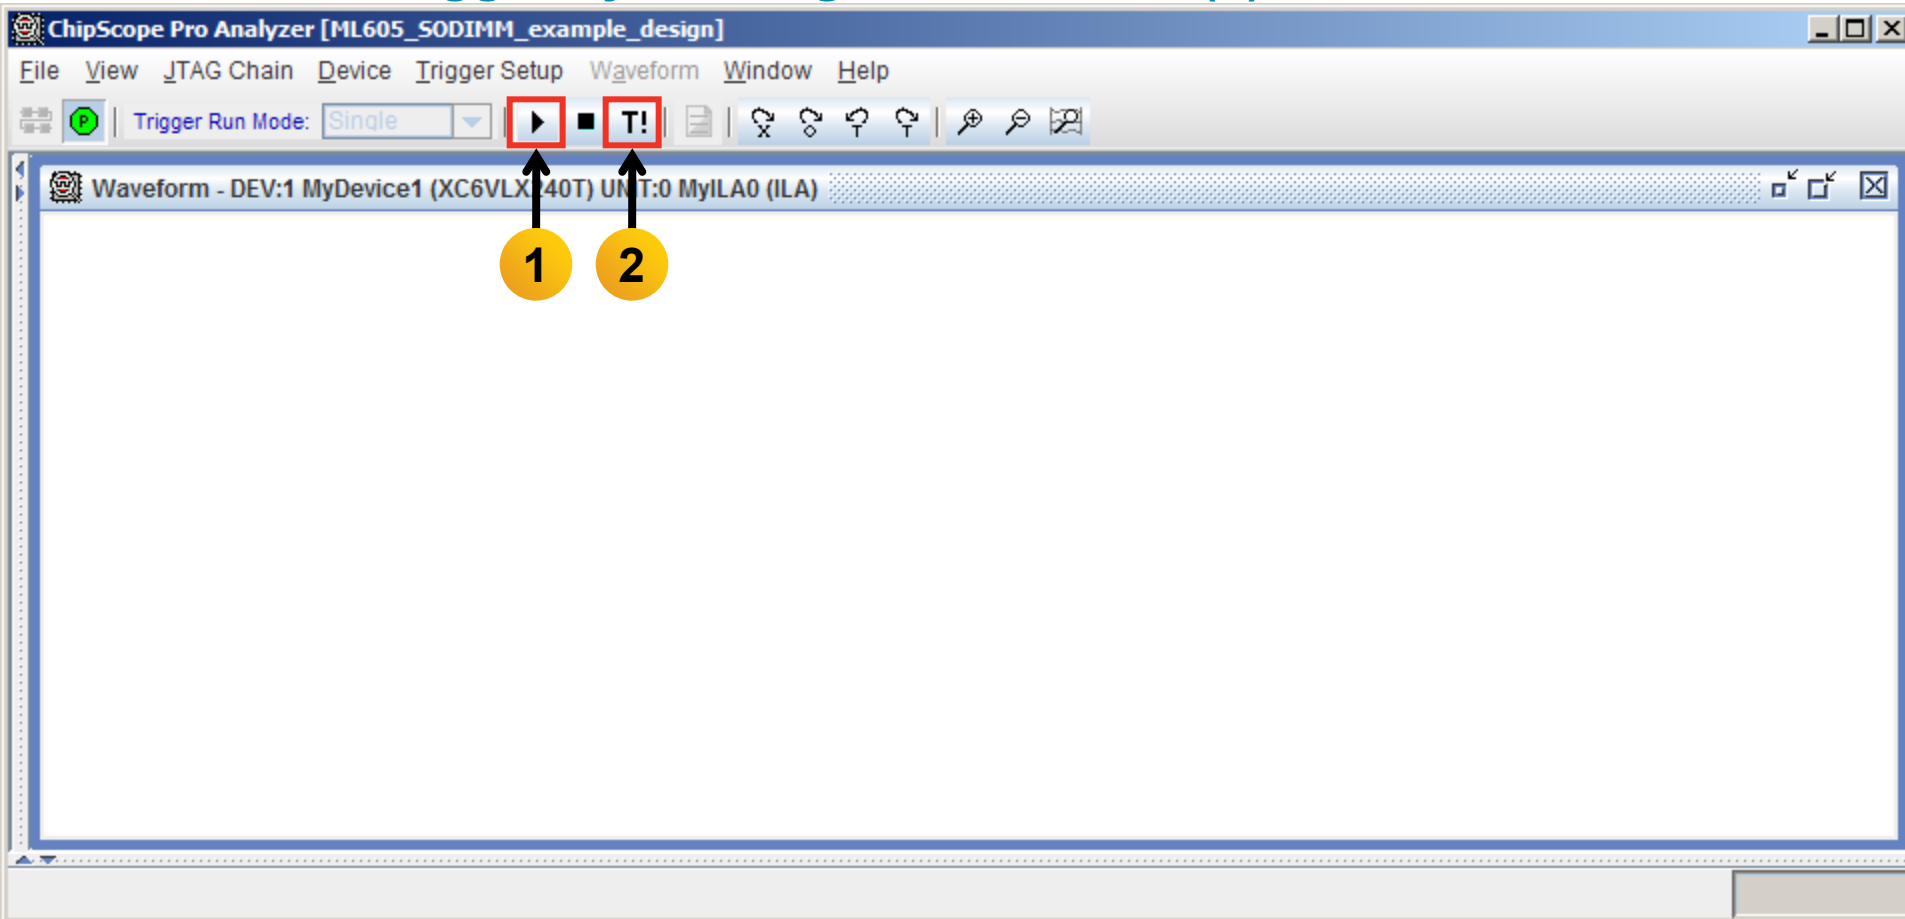 ChipScope Pro Analyzer [ML605_SODIMM_example_design]
File View JTAG Chain Device Trigger Setup Waveform Window Help
Trigger Run Mode: Single T!
Waveform - DEV:1 MyDevice1 (XC6VLX240T) UNIT:0 MyILA0 (ILA)
1 2